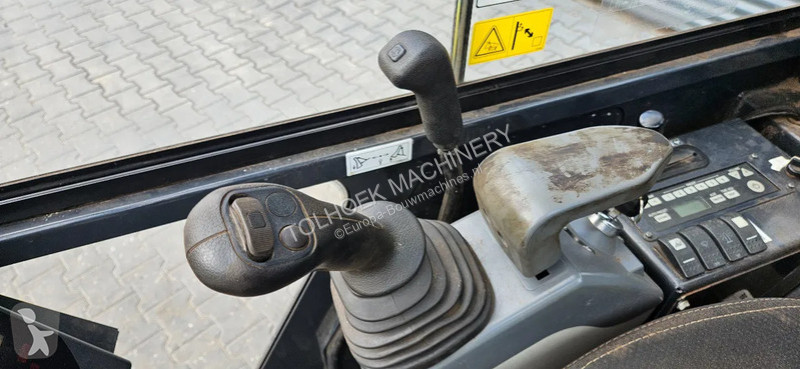 TOLHOEK MACHINERY
©Europa-Bouwmachines.nl